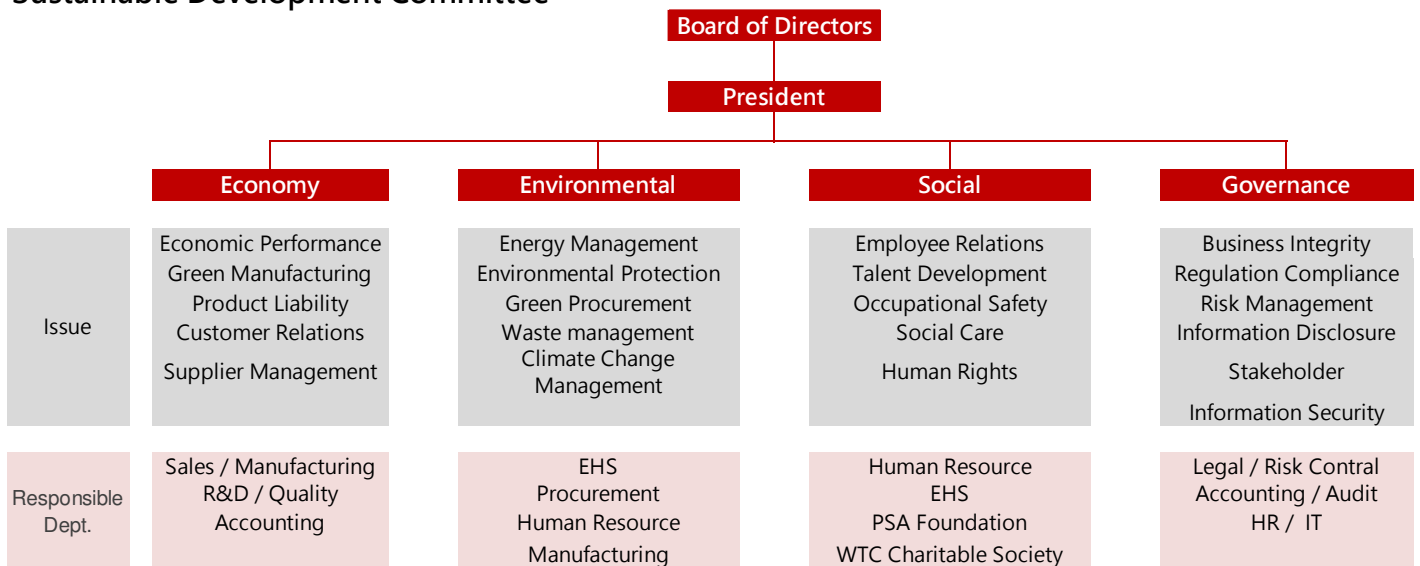 Sustainable Development Committee
Board of Directors
President
Economy
Environmental
Social
Governance
Issue
Economic Performance
Green Manufacturing
Product Liability
Customer Relations
Supplier Management
Energy Management
Environmental Protection
Green Procurement
Waste management
Climate Change
Management
Employee Relations
Talent Development
Occupational Safety
Social Care
Human Rights
Business Integrity
Regulation Compliance
Risk Management
Information Disclosure
Stakeholder
Information Security
Responsible
Dept.
Sales / Manufacturing
R&D / Quality
Accounting
EHS
Procurement
Human Resource
Manufacturing
Human Resource
EHS
PSA Foundation
WTC Charitable Society
Legal / Risk Contral
Accounting / Audit
HR / IT